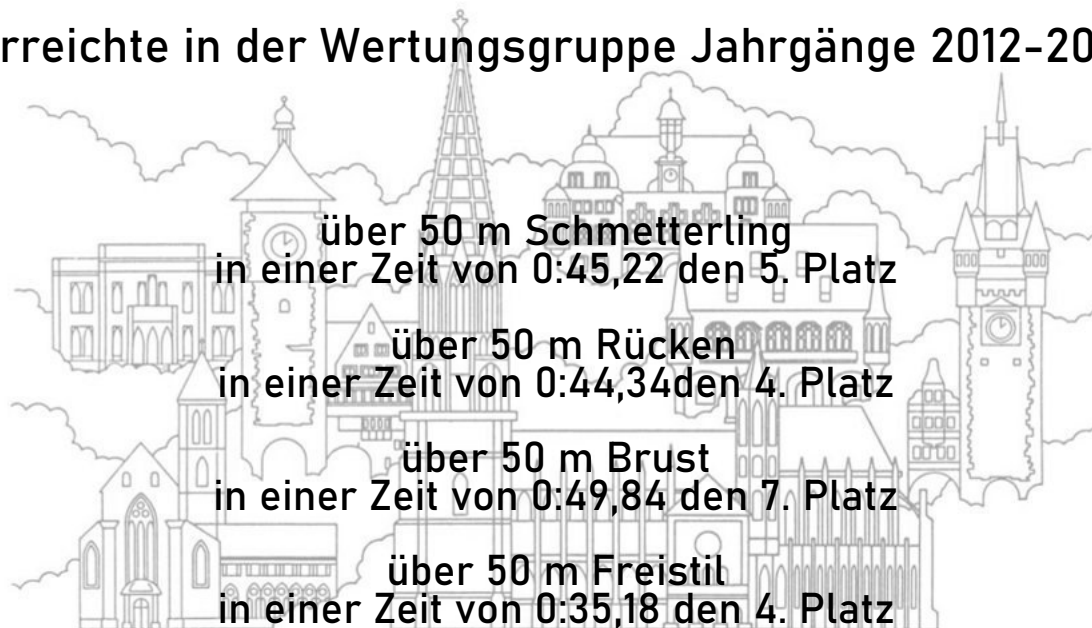 rreichte in der Wertungsgruppe Jahrgänge 2012-20
über 50 m Schmetterling
in einer Zeit von 0:45,22 den 5. Platz
über 50 m Rücken
in einer Zeit von 0:44,34den 4. Platz
über 50 m Brust
in einer Zeit von 0:49,84 den 7. Platz
über 50 m Freistil
in einer Zeit von 0:35,18 den 4. Platz